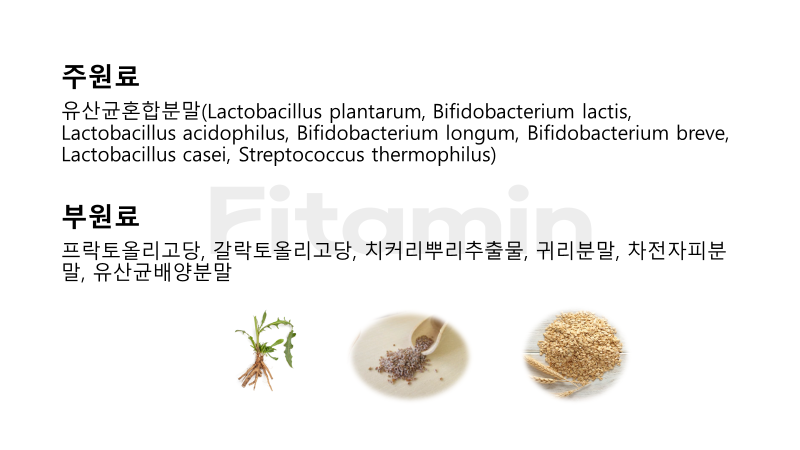 주원료
유산균혼합분말(Lactobacillus plantarum, Bifidobacterium lactis,
Lactobacillus acidophilus, Bifidobacterium longum, Bifidobacterium breve,
Lactobacillus casei, Streptococcus thermophilus)
Fitamin
부원료
프락토올리고당, 갈락토올리고당, 치커리뿌리추출물, 귀리분말, 차전자피분
말, 유산균배양분말